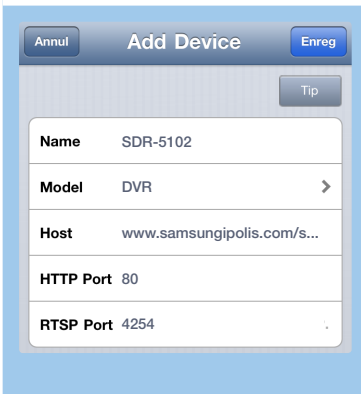 Annul Add Device Enreg
Tip
Name SDR-5102
Model DVR
Host www.samsungipolis.com/s...
HTTP Port 80
RTSP Port 4254